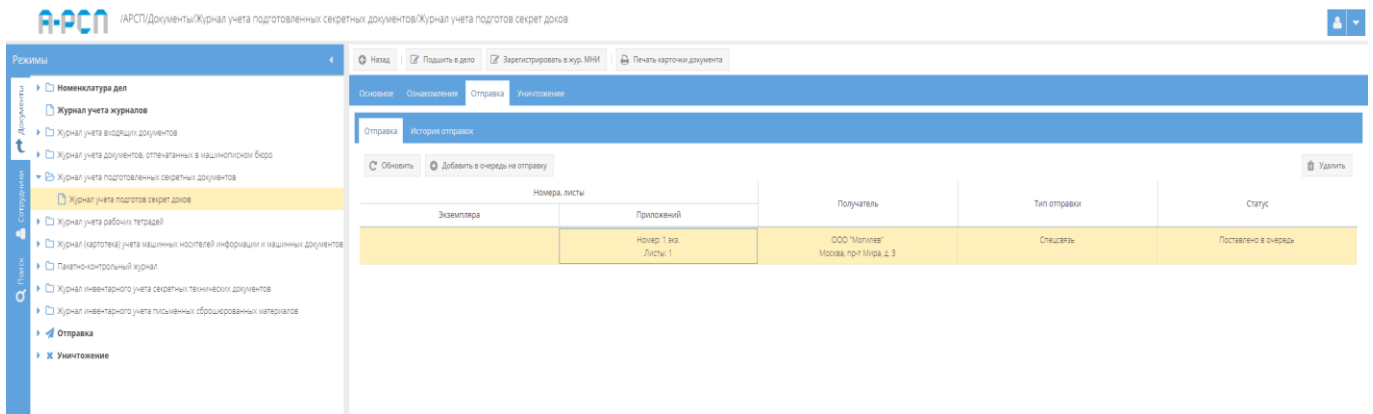 А-РСП
/АРСП/Документы/Журнал учета подготовленных секретных документов/Журнал учета подготов секрет доков
Режимы
Документы
Сотрудники
Поиск
Номенклатура дел
Журнал учета журналов
Журнал учета входящих документов
Журнал учета документов, отпечатанных в машинописном бюро
Журнал учета подготовленных секретных документов
Журнал учета подготов секрет доков
Журнал учета рабочих тетрадей
Журнал (картотека) учета машинных носителей информации и машинных документов
Пакетно-контрольный журнал
Журнал инвентарного учета секретных технических документов
Журнал инвентарного учета письменных сброшюрованных материалов
Отправка
Уничтожение
Назад Подшить в дело Зарегистрировать в жур. МНИ Печать карточки документа
Основное Ознакомления Отправка Уничтожение
Отправка История отправок
Обновить Добавить в очередь на отправку Удалить
Номера, листы Получатель Тип отправки Статус
Экземпляра Приложений
Номер: 1 экз. ООО "Могилев" Спецсвязь Поставлено в очередь
Листы: 1 Москва, пр-т Мира, д. 3